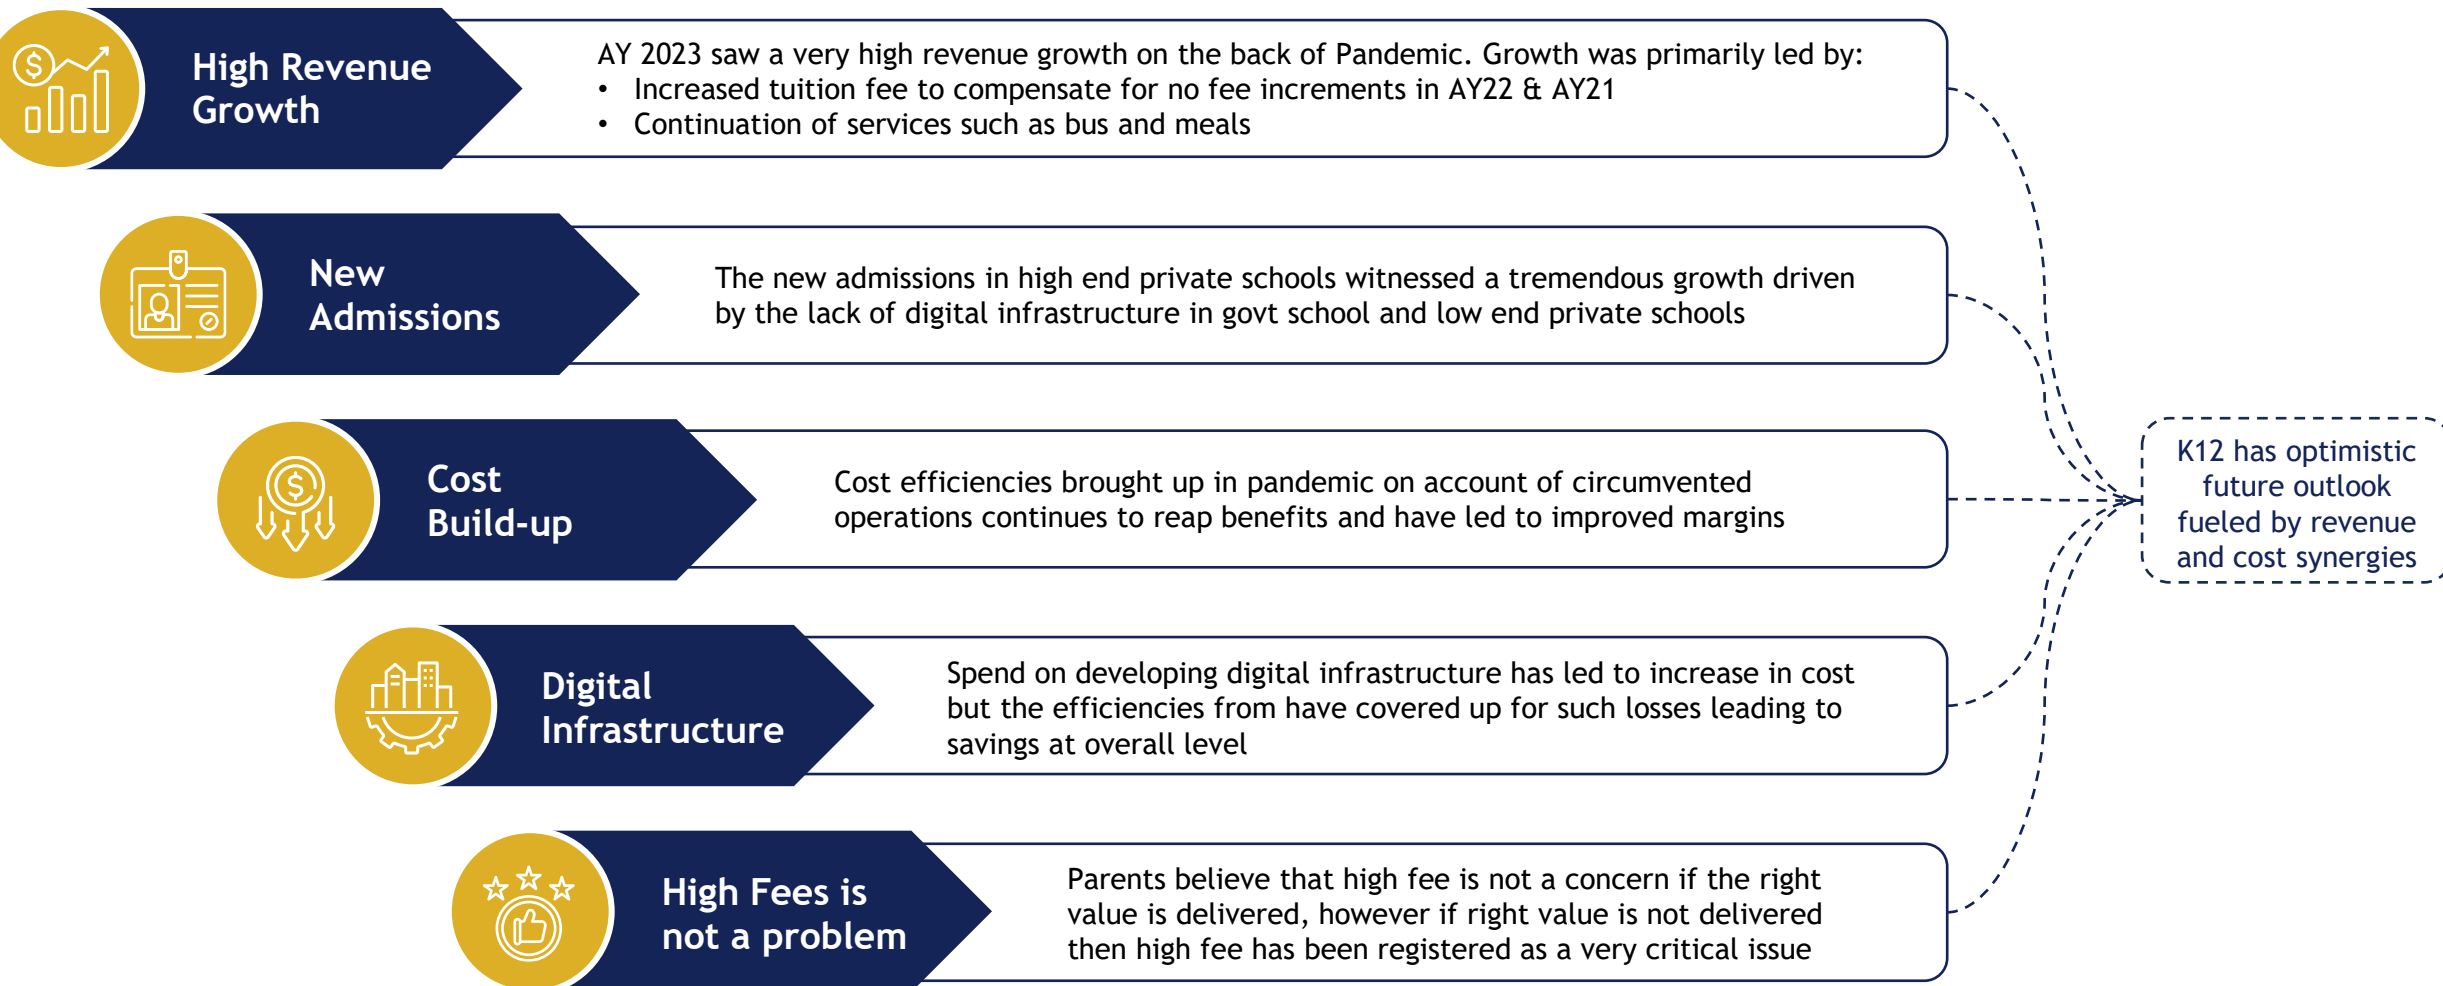 High Revenue
Growth
AY 2023 saw a very high revenue growth on the back of Pandemic. Growth was primarily led by:
• Increased tuition fee to compensate for no fee increments in AY22 & AY21
• Continuation of services such as bus and meals
New
Admissions
The new admissions in high end private schools witnessed a tremendous growth driven
by the lack of digital infrastructure in govt school and low end private schools
Cost
Build-up
Cost efficiencies brought up in pandemic on account of circumvented
operations continues to reap benefits and have led to improved margins
Digital
Infrastructure
Spend on developing digital infrastructure has led to increase in cost
but the efficiencies from have covered up for such losses leading to
savings at overall level
High Fees is
not a problem
Parents believe that high fee is not a concern if the right
value is delivered, however if right value is not delivered
then high fee has been registered as a very critical issue
K12 has optimistic
future outlook
fueled by revenue
and cost synergies